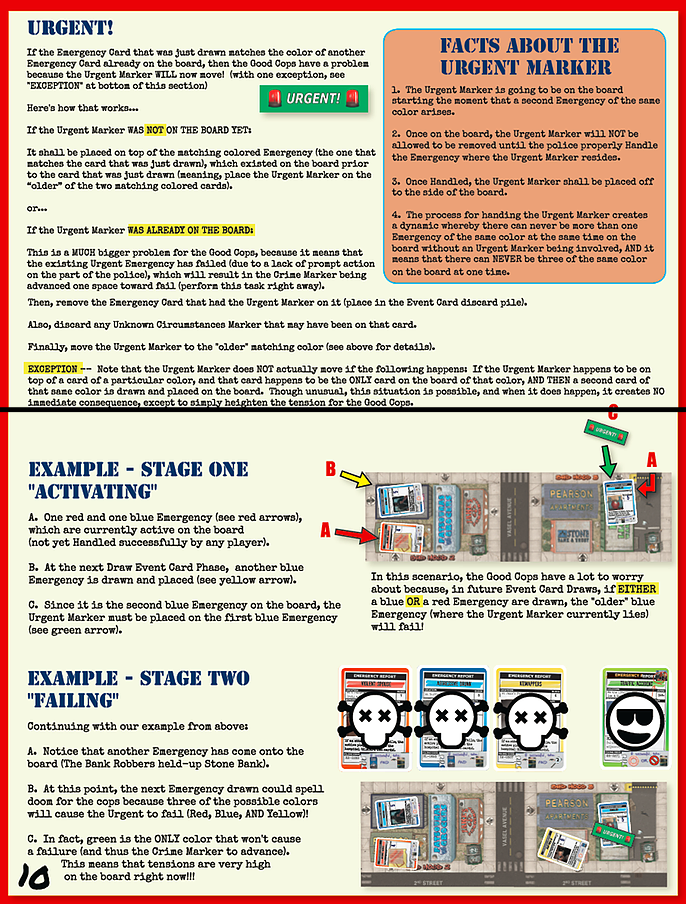 URGENT!
If the Emergency Card that was just drawn matches the color of another
Emergency Card already on the board, then the Good Cops have a problem
because the Urgent Marker WILL now move! (with one exception, see
"EXCEPTION" at bottom of this section)
URGENT!
Here's how that works...
If the Urgent Marker WAS NOT ON THE BOARD YET:
It shall be placed on top of the matching colored Emergency (the one that
matches the card that was just drawn), which existed on the board prior
to the card that was just drawn (meaning, place the Urgent Marker on the
"older" of the two matching colored cards).
or...
If the Urgent Marker WAS ALREADY ON THE BOARD:
This is a MUCH bigger problem for the Good Cops, because it means that
the existing Urgent Emergency has failed (due to a lack of prompt action
on the part of the police), which will result in the Crime Marker being
advanced one space toward fail (perform this task right away).
Then, remove the Emergency Card that had the Urgent Marker on it (place in the Event Card discard pile).
Also, discard any Unknown Circumstances Marker that may have been on that card.
Finally, move the Urgent Marker to the "older" matching color (see above for details).
EXCEPTION -- Note that the Urgent Marker does NOT actually move if the following happens: If the Urgent Marker happens to be on
top of a card of a particular color, and that card happens to be the ONLY card on the board of that color, AND THEN a second card of
that same color is drawn and placed on the board. Though unusual, this situation is possible, and when it does happen, it creates NO
immediate consequence, except to simply heighten the tension for the Good Cops.
FACTS ABOUT THE
URGENT MARKER
1. The Urgent Marker is going to be on the board
starting the moment that a second Emergency of the same
color arises.
2. Once on the board, the Urgent Marker will NOT be
allowed to be removed until the police properly Handle
the Emergency where the Urgent Marker resides.
3. Once Handled, the Urgent Marker shall be placed off
to the side of the board.
4. The process for handing the Urgent Marker creates
a dynamic whereby there can never be more than one
Emergency of the same color at the same time on the
board without an Urgent Marker being involved, AND it
means that there can NEVER be three of the same color
on the board at one time.
EXAMPLE - STAGE ONE
"ACTIVATING"
A. One red and one blue Emergency (see red arrows),
which are currently active on the board
(not yet Handled successfully by any player).
B. At the next Draw Event Card Phase, another blue
Emergency is drawn and placed (see yellow arrow).
C. Since it is the second blue Emergency on the board, the
Urgent Marker must be placed on the first blue Emergency
(see green arrow).
C
URGENT!
B
A
A
PEARSON
APARTMENTS
VASEL AVENUE
In this scenario, the Good Cops have a lot to worry
about because, in future Event Card Draws, if EITHER
a blue OR a red Emergency are drawn, the "older" blue
Emergency (where the Urgent Marker currently lies)
will fail!
EXAMPLE - STAGE TWO
"FAILING"
Continuing with our example from above:
A. Notice that another Emergency has come onto the
board (The Bank Robbers held-up Stone Bank).
B. At this point, the next Emergency drawn could spell
doom for the cops because three of the possible colors
will cause the Urgent to fail (Red, Blue, AND Yellow)!
C. In fact, green is the ONLY color that won't cause
a failure (and thus the Crime Marker to advance).
This means that tensions are very high
on the board right now!!!
EMERGENCY REPORT
EMERGENCY REPORT
EMERGENCY REPORT
KIDNAPPERS
EMERGENCY REPORT
TRAFFIC ACCIDENT
PEARSON
APARTMENTS
URGENT!
VASEL AVENUE
2ND STREET
2ND STREET
10